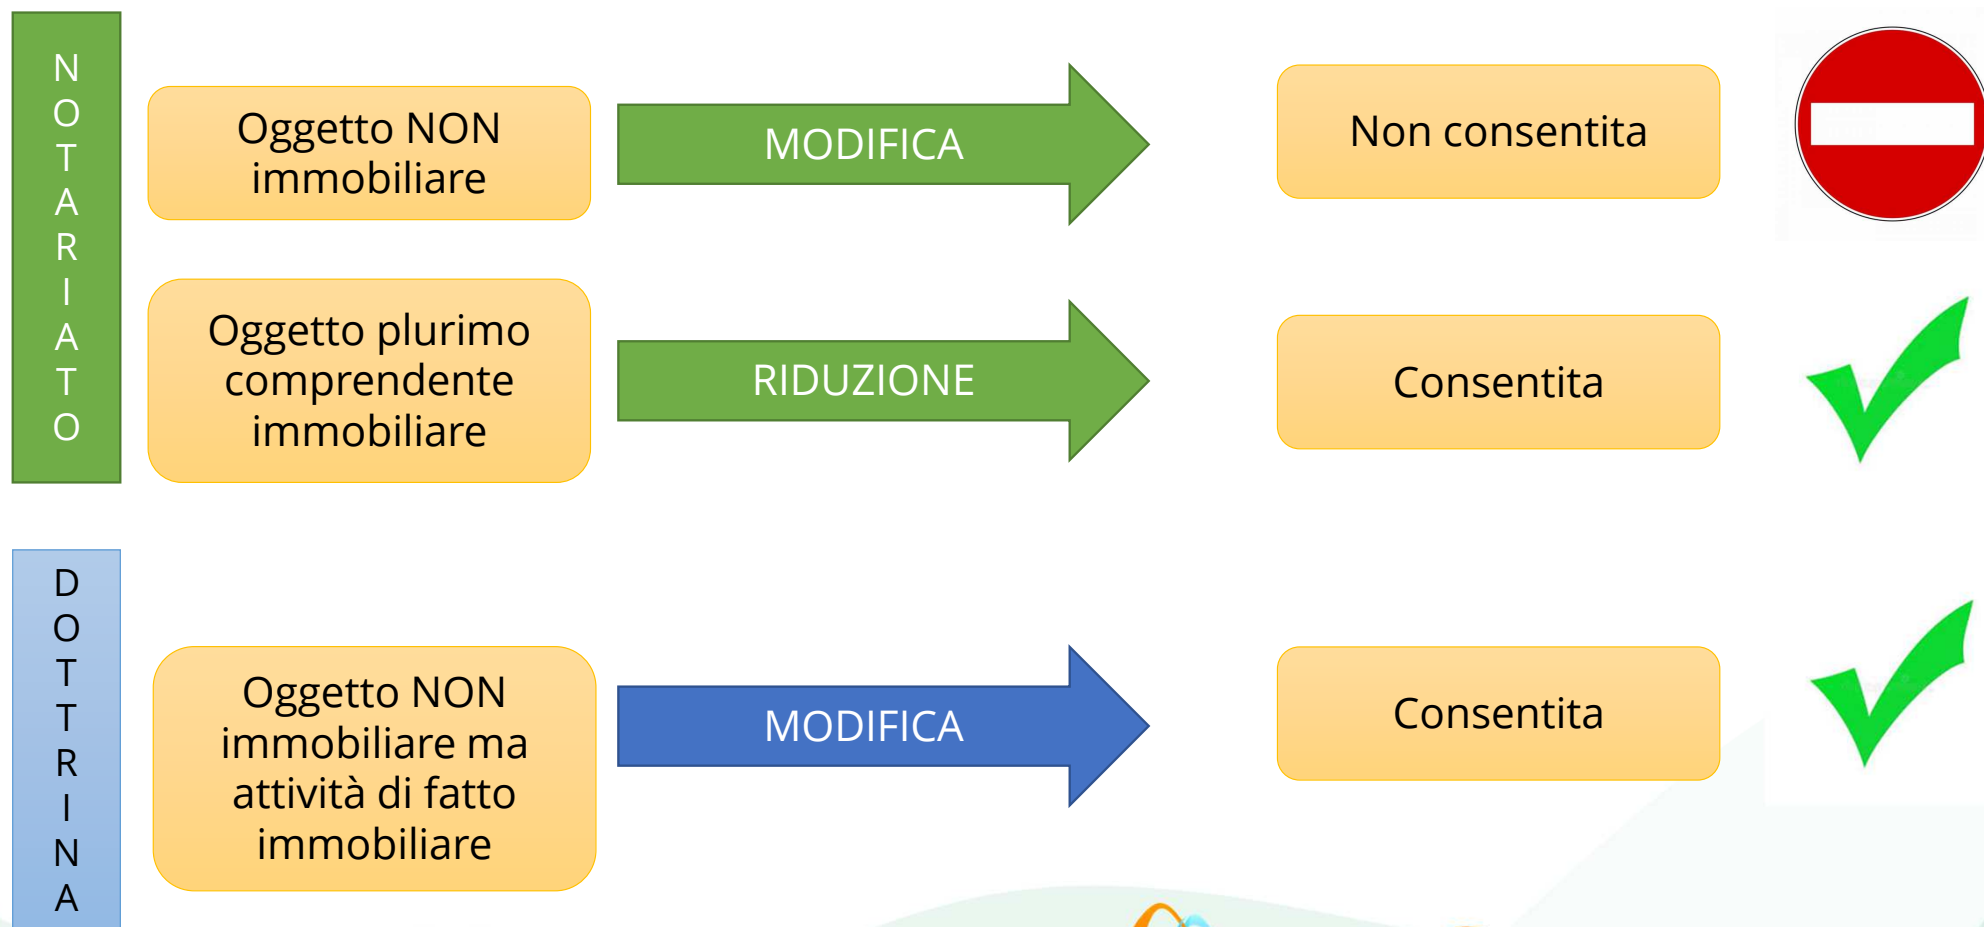 NOTARIATO
Oggetto NON
immobiliare
MODIFICA
Non consentita
Oggetto plurimo
comprendente
immobiliare
RIDUZIONE
Consentita
DOTTRINA
Oggetto NON
immobiliare ma
attività di fatto
immobiliare
MODIFICA
Consentita